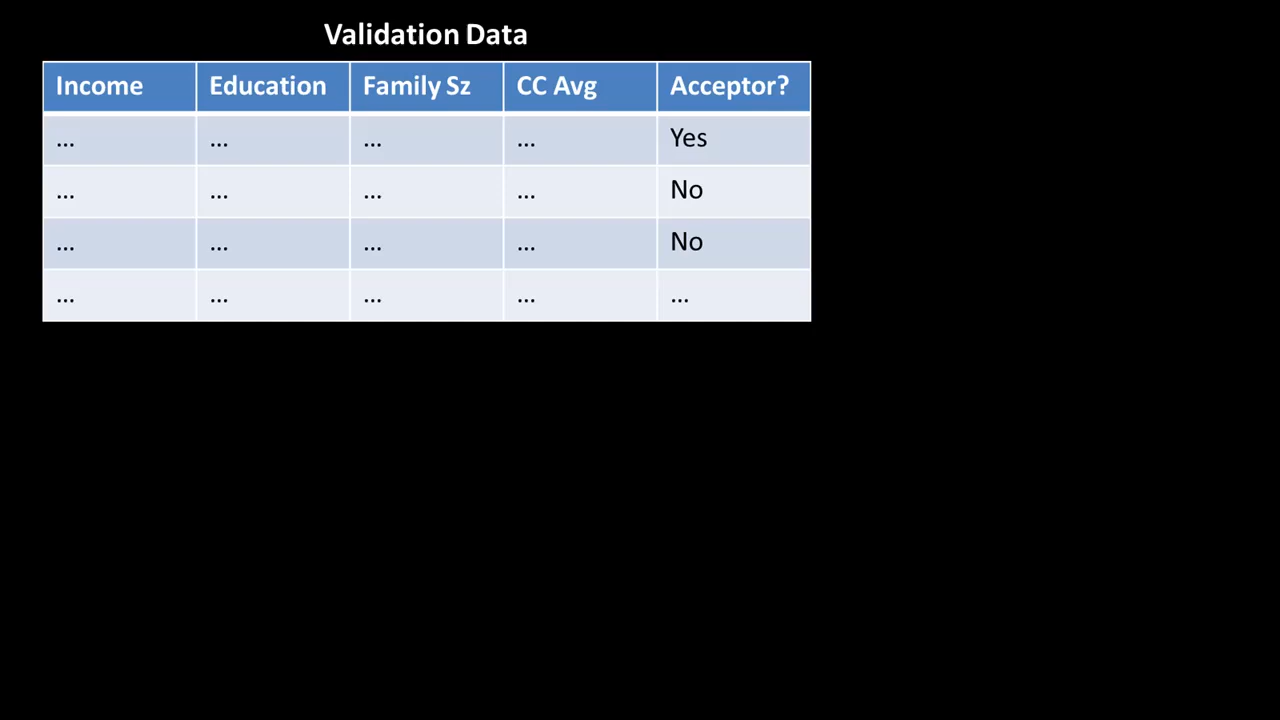 Validation Data
Income Education Family Sz CC Avg Acceptor?
... ... ... ... Yes
... ... ... ... No
... ... ... ... No
... ... ... ... ...